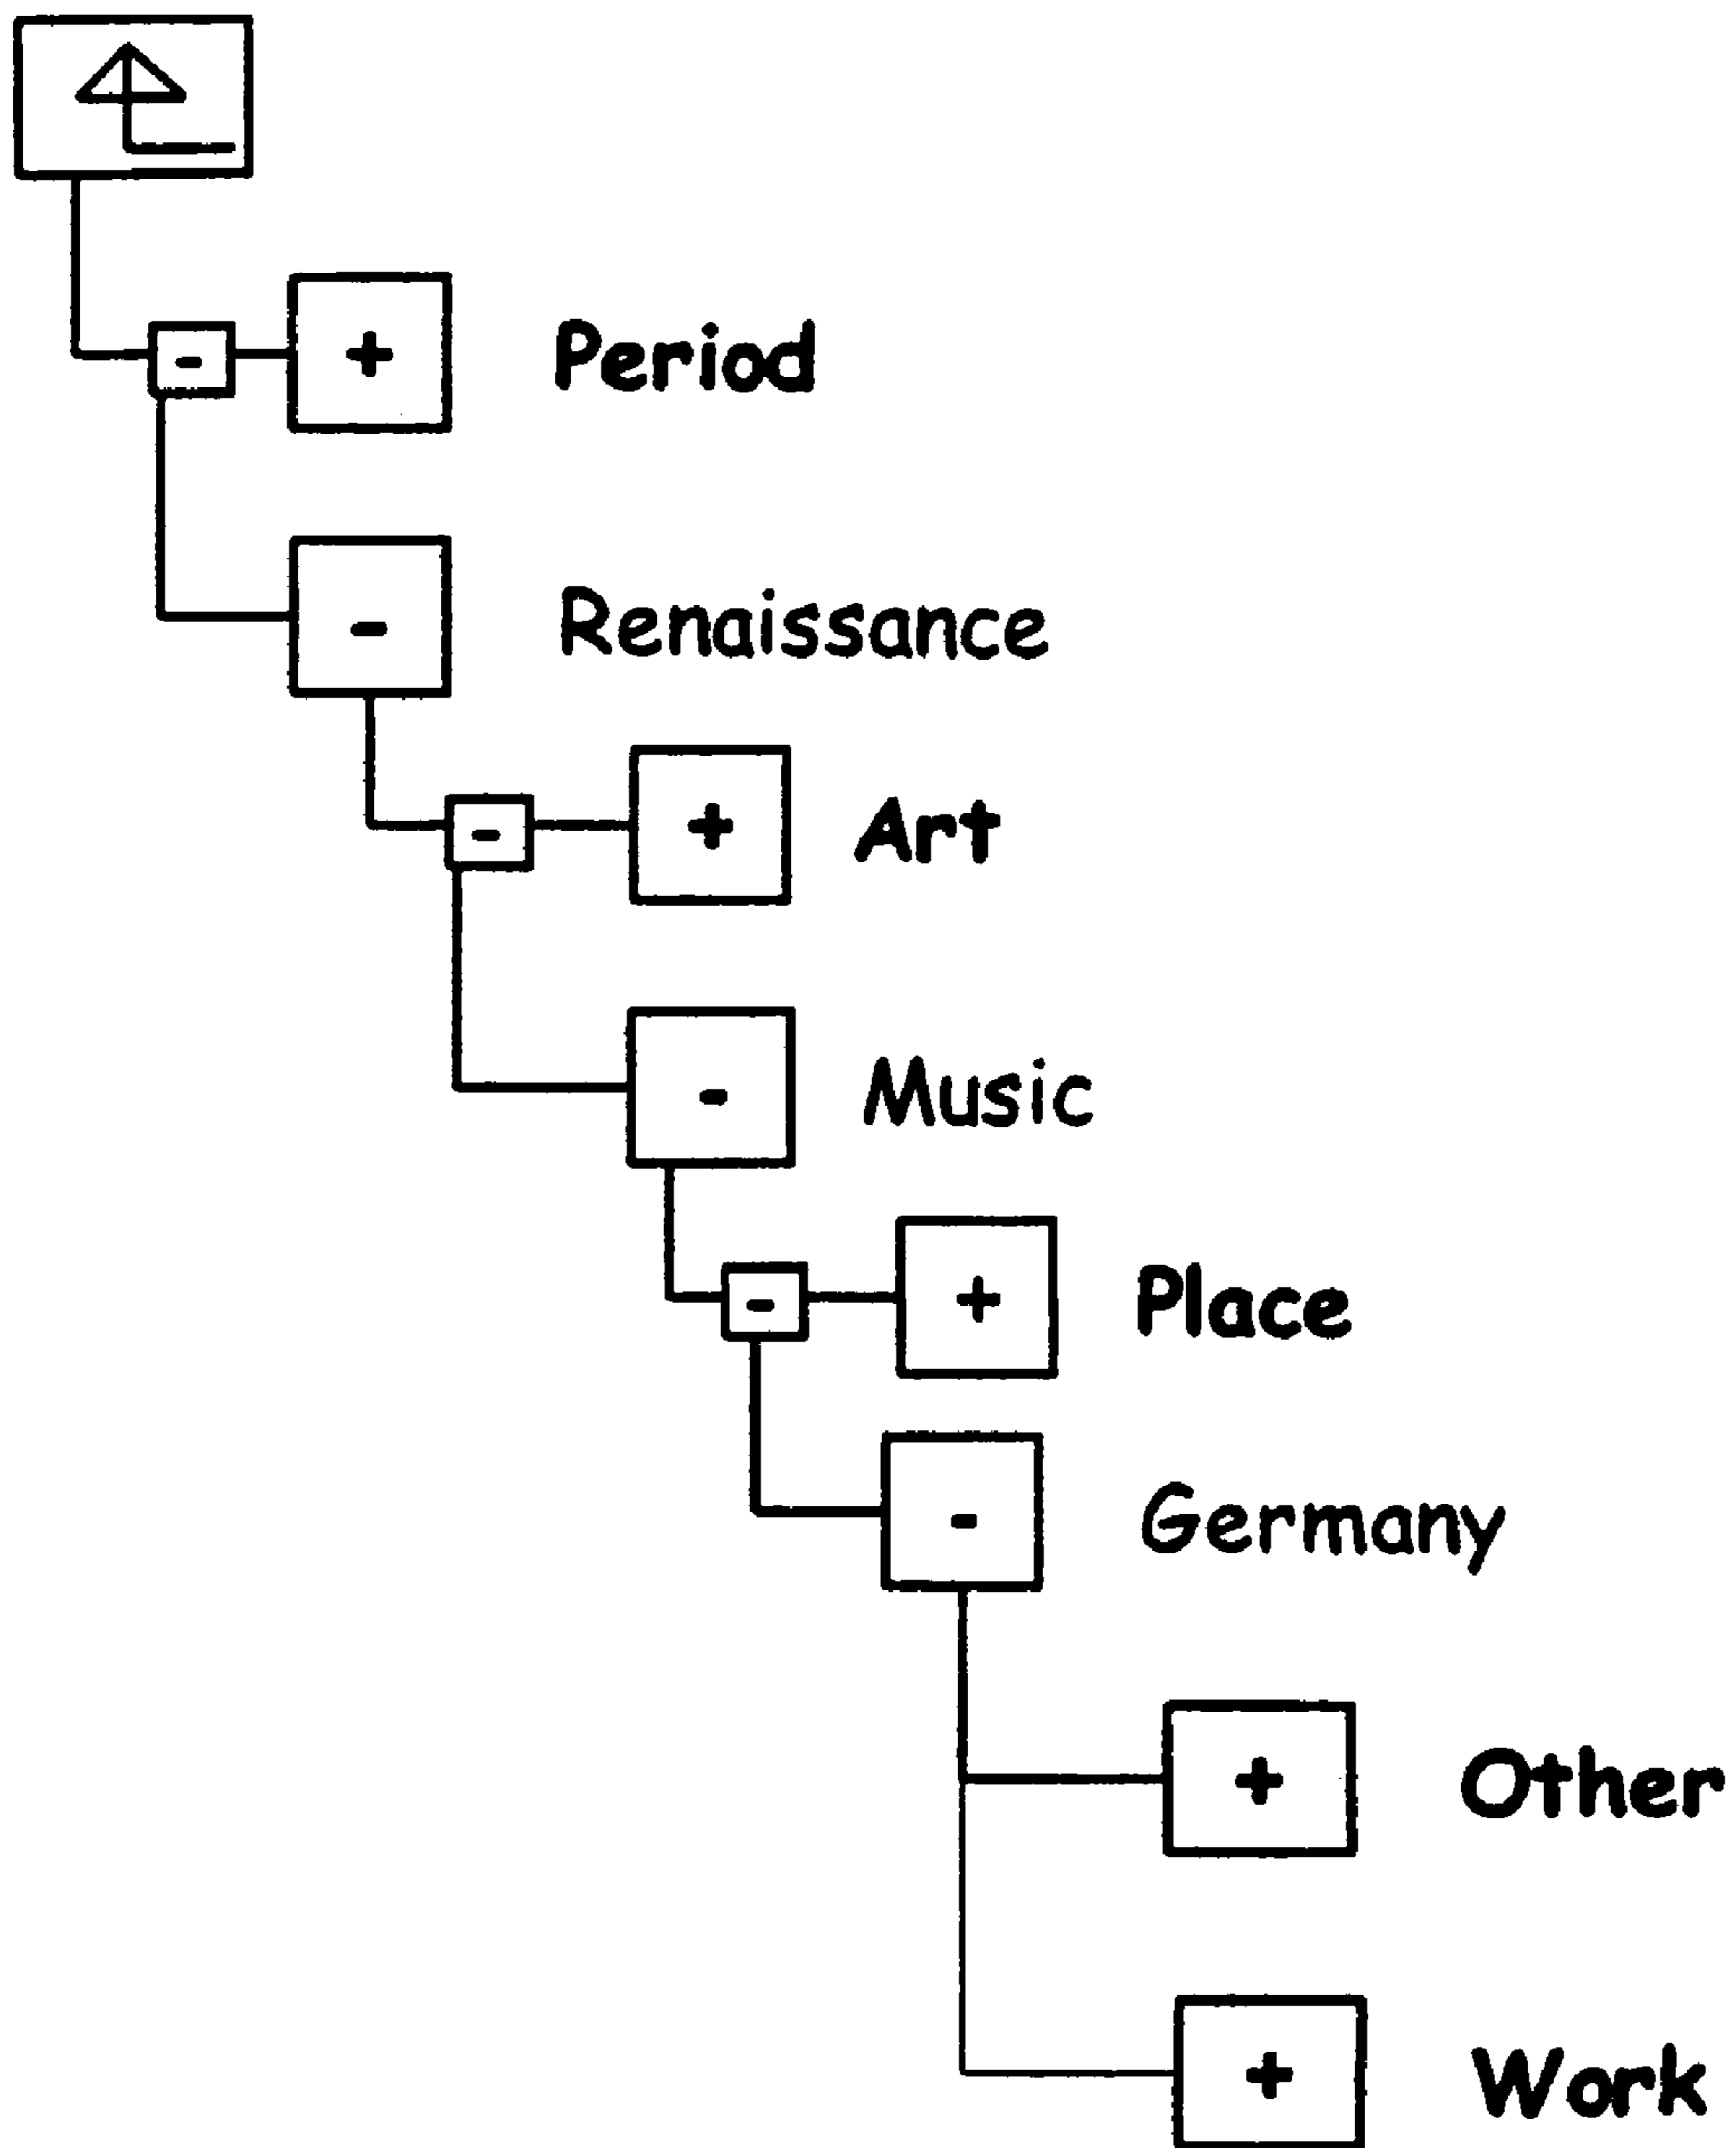 + Period
- Renaissance
+ Art
- Music
+ Place
- Germany
+ Other
+ Work